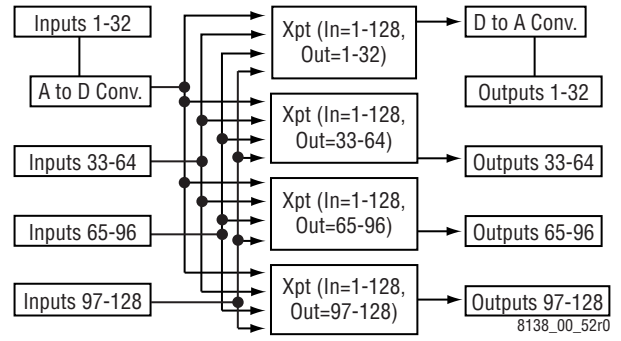 Inputs 1-32
Xpt (In=1-128,
Out=1-32)
D to A Conv.
A to D Conv.
Outputs 1-32
Xpt (In=1-128,
Out=33-64)
Inputs 33-64
Outputs 33-64
Xpt (In=1-128,
Out=65-96)
Inputs 65-96
Outputs 65-96
Xpt (In=1-128,
Out=97-128)
Inputs 97-128
Outputs 97-128
8138_00_52r0